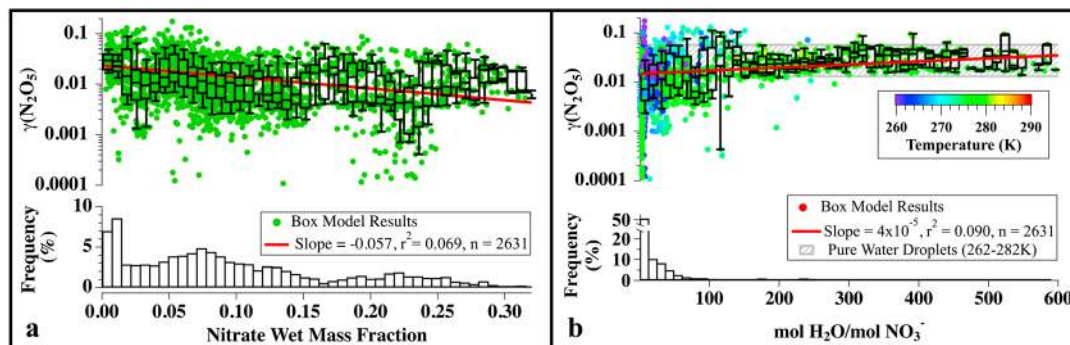 0.1
0.01
0.001
0.0001
γ(N₂O₅)
10
5
0
Frequency
(%)
Box Model Results
Slope = -0.057, r² = 0.069, n = 2631
0.00 0.05 0.10 0.15 0.20 0.25 0.30
a
Nitrate Wet Mass Fraction
0.1
0.01
0.001
0.0001
γ(N₂O₅)
260 270 280 290
Temperature (K)
50
10
0
Frequency
(%)
Box Model Results
Slope = 4x10⁻⁵, r² = 0.090, n = 2631
Pure Water Droplets (262-282K)
100 200 300 400 500 600
b
mol H₂O/mol NO₃⁻